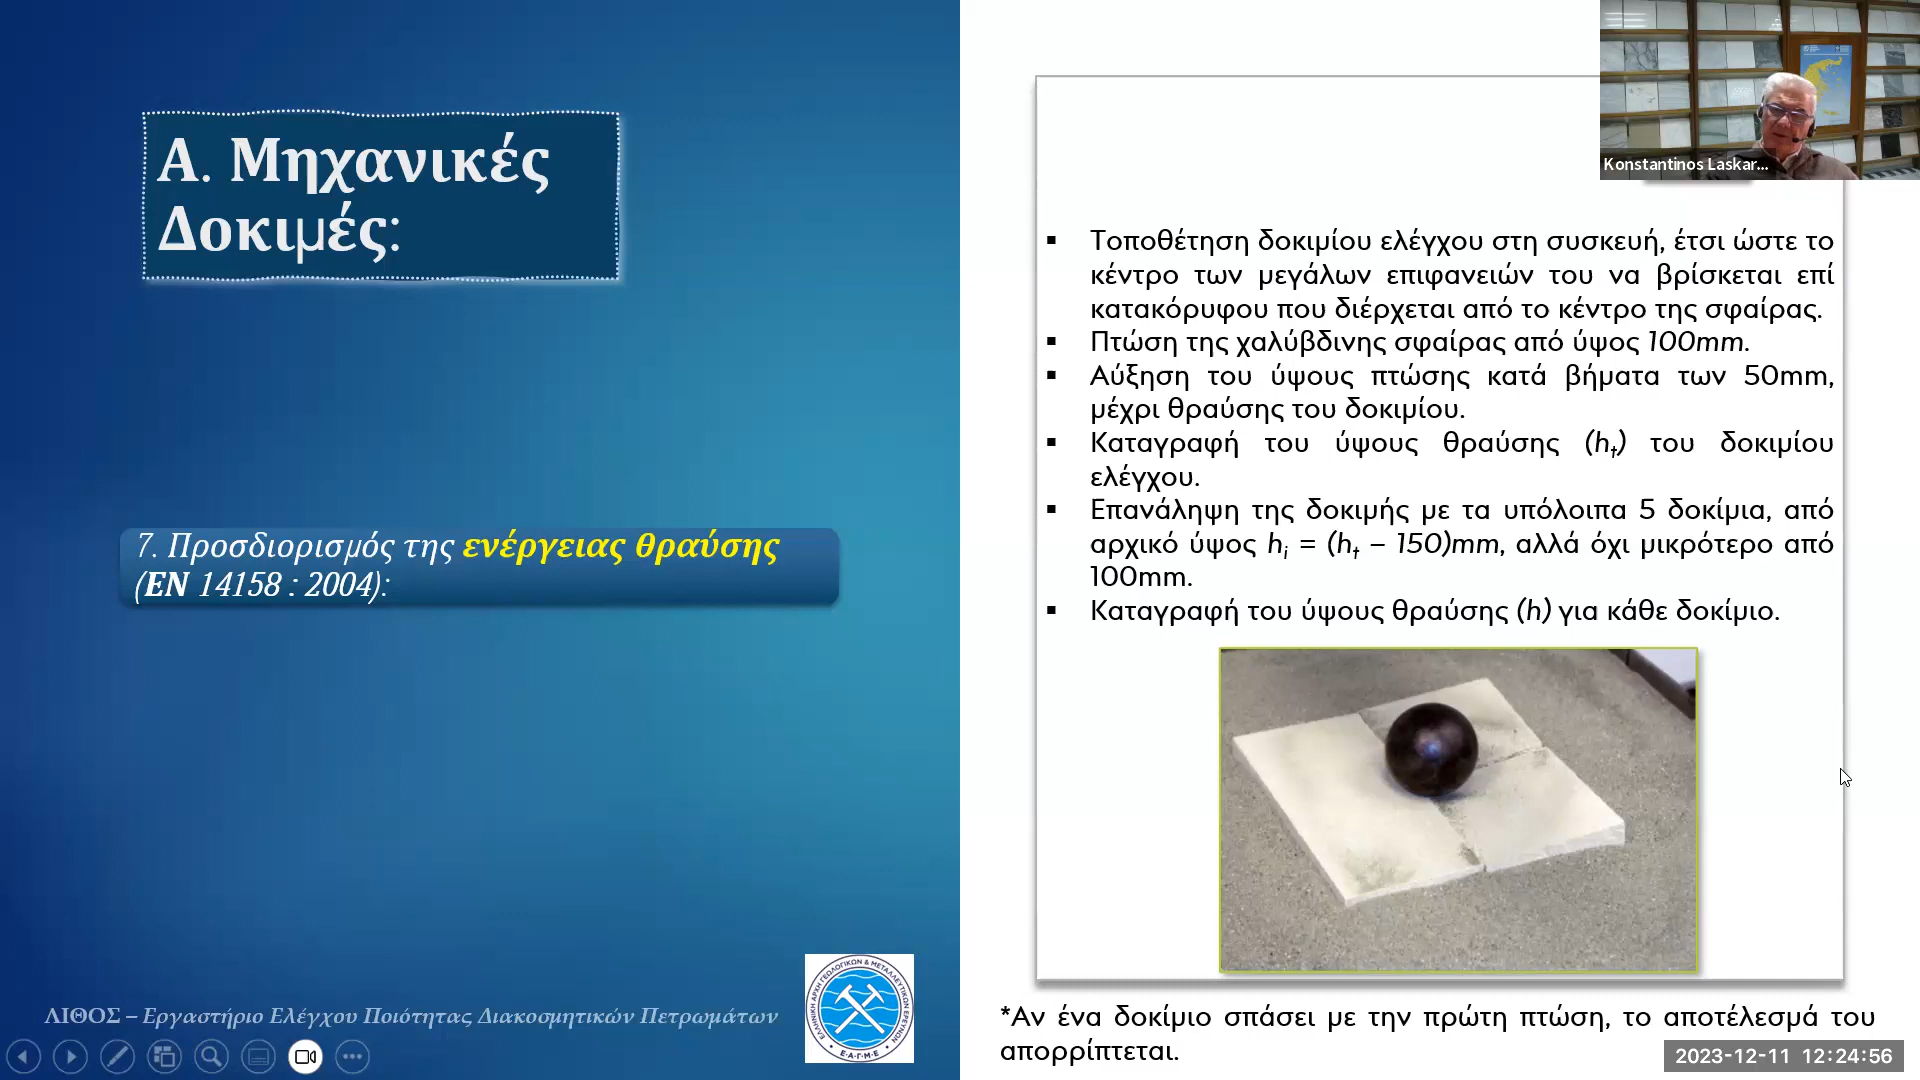 Α. Μηχανικές
Δοκιμές:
7. Προσδιορισμός της ενέργειας θραύσης
(EN 14158 : 2004):
ΛΙΘΟΣ – Εργαστήριο Ελέγχου Ποιότητας Διακοσμητικών Πετρωμάτων
ΕΛΛΗΝΙΚΗ ΑΡΧΗ ΓΕΩΛΟΓΙΚΩΝ & ΜΕΤΑΛΛΕΥΤΙΚΩΝ ΕΡΕΥΝΩΝ
Ε·Α·Γ·Μ·Ε
Konstantinos Laskar...
▪ Τοποθέτηση δοκιμίου ελέγχου στη συσκευή, έτσι ώστε το
κέντρο των μεγάλων επιφανειών του να βρίσκεται επί
κατακόρυφου που διέρχεται από το κέντρο της σφαίρας.
▪ Πτώση της χαλύβδινης σφαίρας από ύψος 100mm.
▪ Αύξηση του ύψους πτώσης κατά βήματα των 50mm,
μέχρι θραύσης του δοκιμίου.
▪ Καταγραφή του ύψους θραύσης (ht) του δοκιμίου
ελέγχου.
▪ Επανάληψη της δοκιμής με τα υπόλοιπα 5 δοκίμια, από
αρχικό ύψος hi = (ht – 150)mm, αλλά όχι μικρότερο από
100mm.
▪ Καταγραφή του ύψους θραύσης (h) για κάθε δοκίμιο.
*Αν ένα δοκίμιο σπάσει με την πρώτη πτώση, το αποτέλεσμά του
απορρίπτεται.
2023-12-11 12:24:56